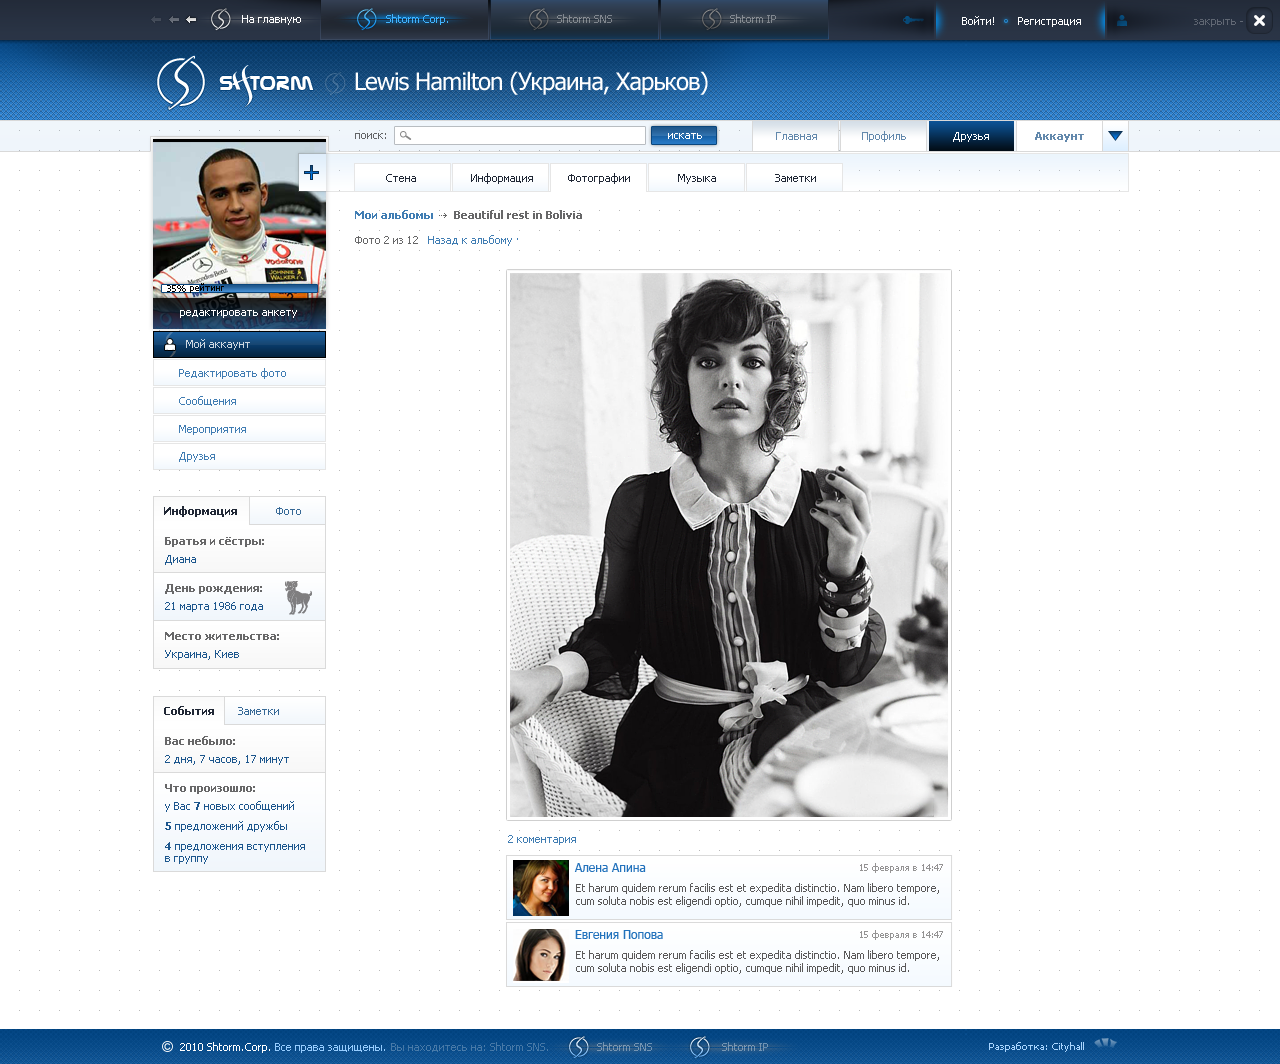 На главную
Shtorm Corp.
Shtorm SNS
Shtorm IP
Войти!
Регистрация
закрыть -
SHTORM
Lewis Hamilton (Украина, Харьков)
поиск:
искать
Главная
Профиль
Друзья
Аккаунт
Стена
Информация
Фотографии
Музыка
Заметки
Мои альбомы
Beautiful rest in Bolivia
Фото 2 из 12
Назад к альбому
vodofone
Mercedes-Benz
JOHNNIE WALKER
BOSS
35% рейтинг
редактировать анкету
Мой аккаунт
Редактировать фото
Сообщения
Мероприятия
Друзья
Информация
Фото
Братья и сёстры:
Диана
День рождения:
21 марта 1986 года
Место жительства:
Украина, Киев
События
Заметки
Вас небыло:
2 дня, 7 часов, 17 минут
Что произошло:
у Вас 7 новых сообщений
5 предложений дружбы
4 предложения вступления
в группу
2 коментария
Алена Апина
15 февраля в 14:47
Et harum quidem rerum facilis est et expedita distinctio. Nam libero tempore,
cum soluta nobis est eligendi optio, cumque nihil impedit, quo minus id.
Евгения Попова
15 февраля в 14:47
Et harum quidem rerum facilis est et expedita distinctio. Nam libero tempore,
cum soluta nobis est eligendi optio, cumque nihil impedit, quo minus id.
© 2010 Shtorm.Corp. Все права защищены. Вы находитесь на: Shtorm SNS.
Shtorm SNS
Shtorm IP
Разработка: Cityhall